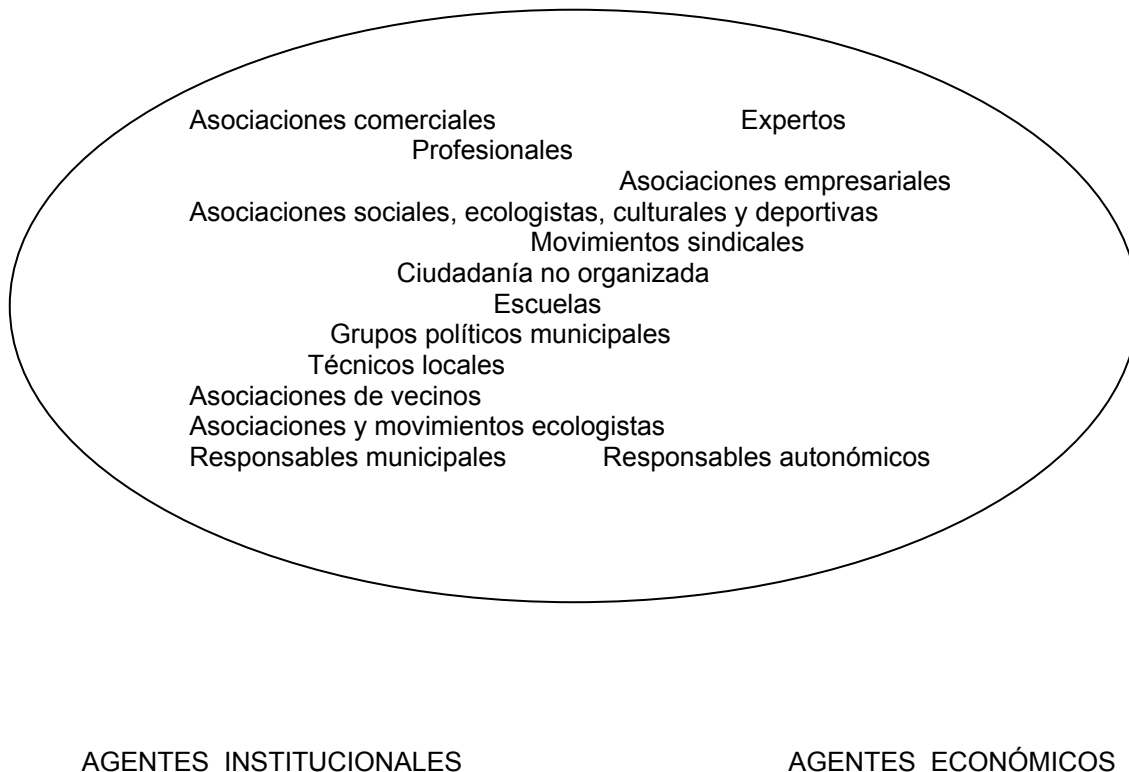 Asociaciones comerciales Expertos
Profesionales
Asociaciones empresariales
Asociaciones sociales, ecologistas, culturales y deportivas
Movimientos sindicales
Ciudadanía no organizada
Escuelas
Grupos políticos municipales
Técnicos locales
Asociaciones de vecinos
Asociaciones y movimientos ecologistas
Responsables municipales Responsables autonómicos
AGENTES INSTITUCIONALES AGENTES ECONÓMICOS